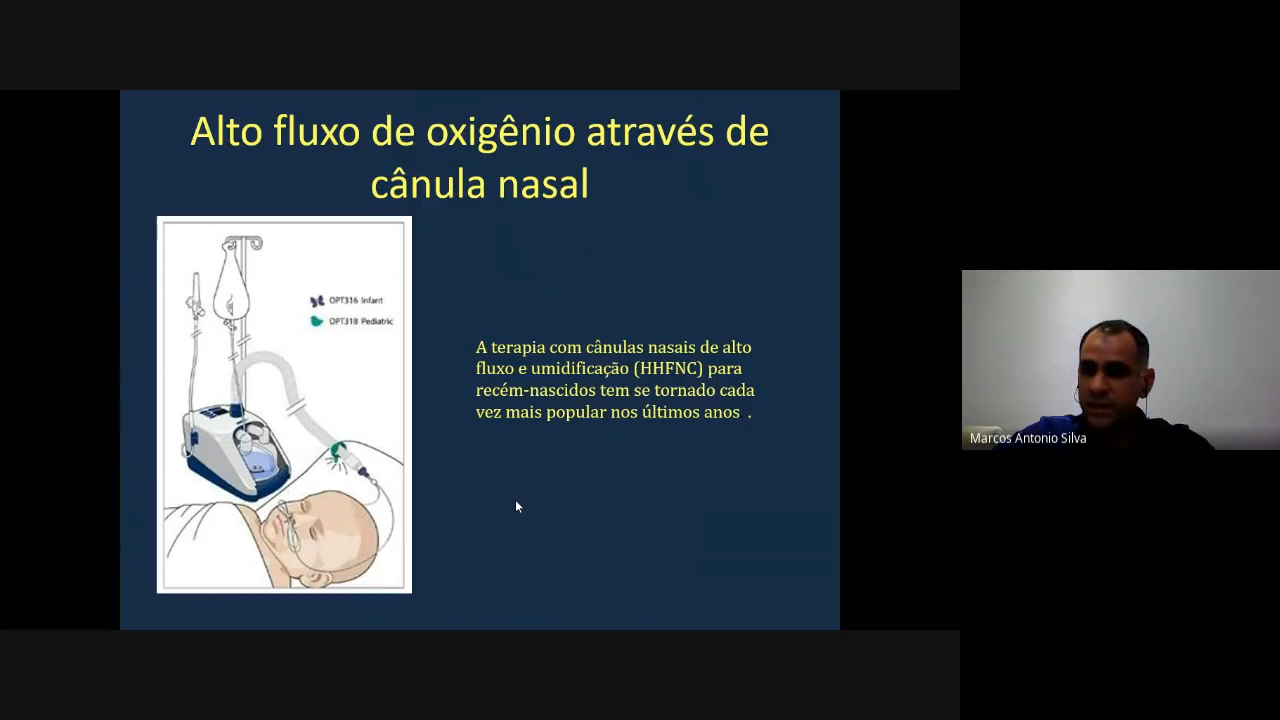 Alto fluxo de oxigênio através de
cânula nasal
OPT316 Infant
OPT318 Pediatric
A terapia com cânulas nasais de alto
fluxo e umidificação (HHFNC) para
recém-nascidos tem se tornado cada
vez mais popular nos últimos anos .
Marcos Antonio Silva